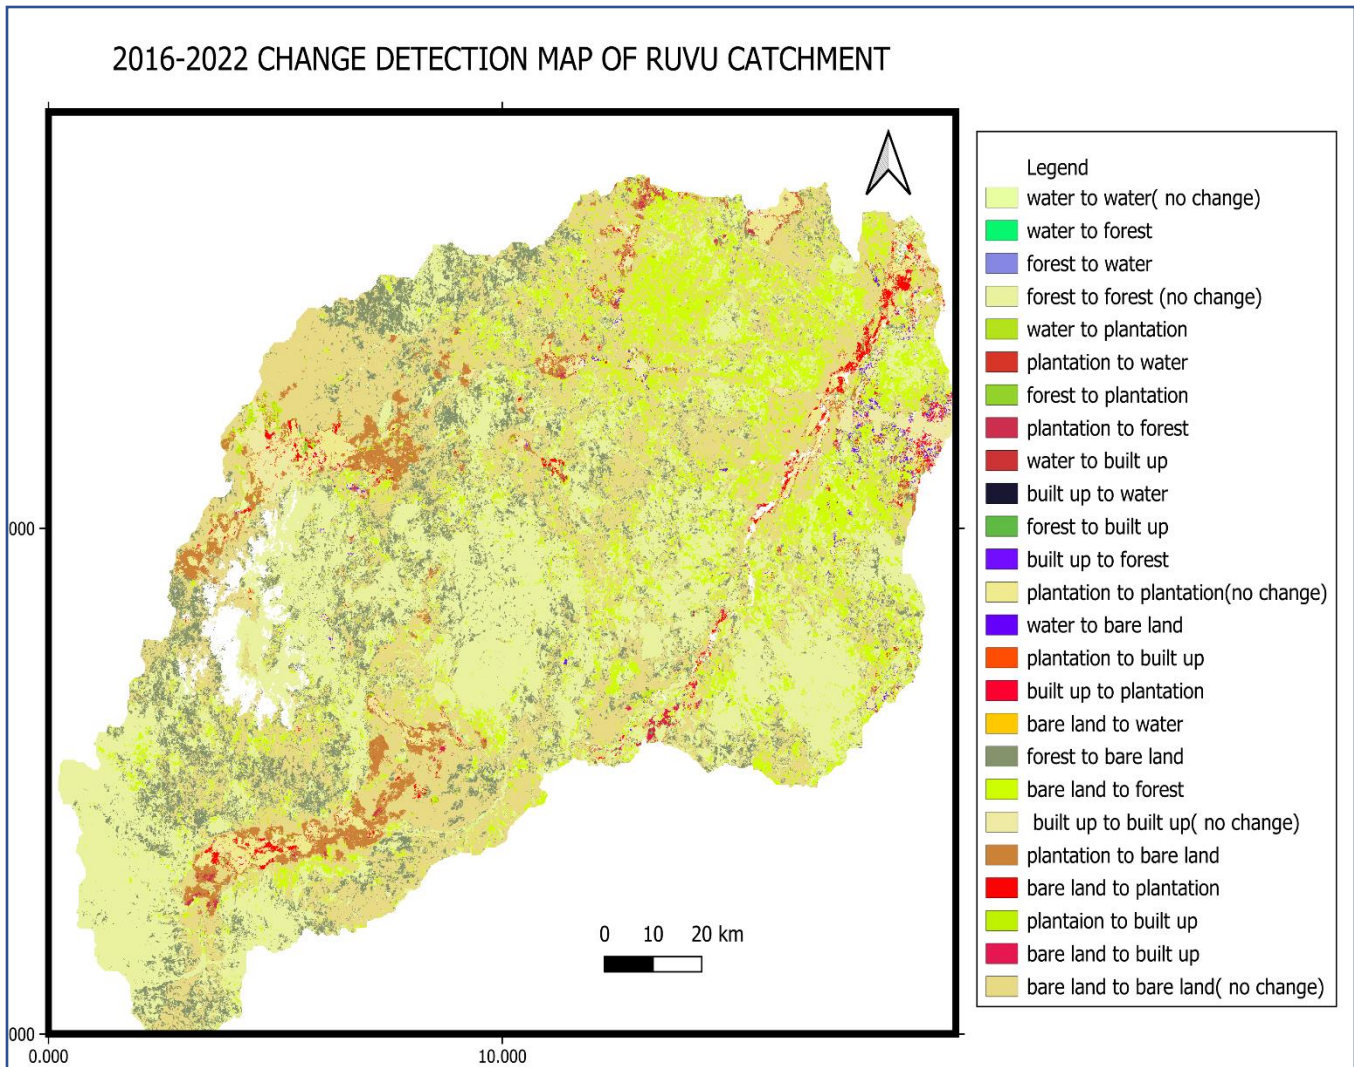 2016-2022 CHANGE DETECTION MAP OF RUVU CATCHMENT
Legend
water to water( no change)
water to forest
forest to water
forest to forest (no change)
water to plantation
plantation to water
forest to plantation
plantation to forest
water to built up
built up to water
forest to built up
built up to forest
plantation to plantation(no change)
water to bare land
plantation to built up
built up to plantation
bare land to water
forest to bare land
bare land to forest
built up to built up( no change)
plantation to bare land
bare land to plantation
plantaion to built up
bare land to built up
bare land to bare land( no change)
000
0 10 20 km
000
0.000 10.000